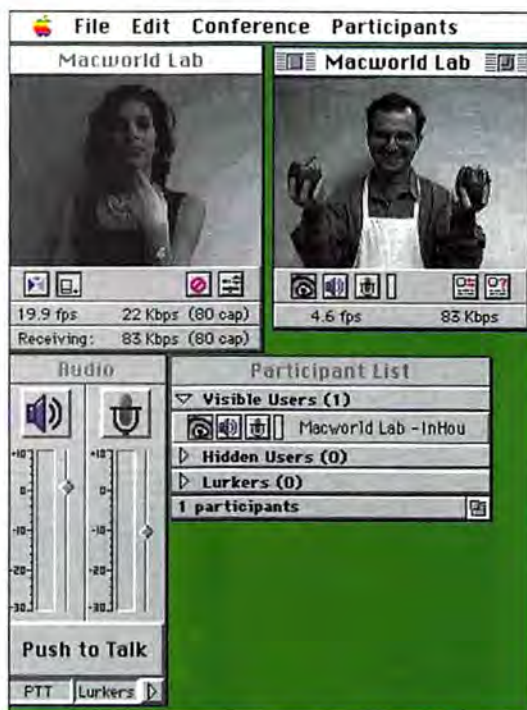 File Edit Conference Participants
Macworld Lab
Macworld Lab
19.9 fps 22 Kbps (80 cap)
Receiving: 83 Kbps (80 cap)
4.6 fps 83 Kbps
Audio
+10
0
-10
-20
-30
+10
0
-10
-20
-30
Push to Talk
PTT Lurkers
Participant List
Visible Users (1)
Macworld Lab -InHou
Hidden Users (0)
Lurkers (0)
1 participants